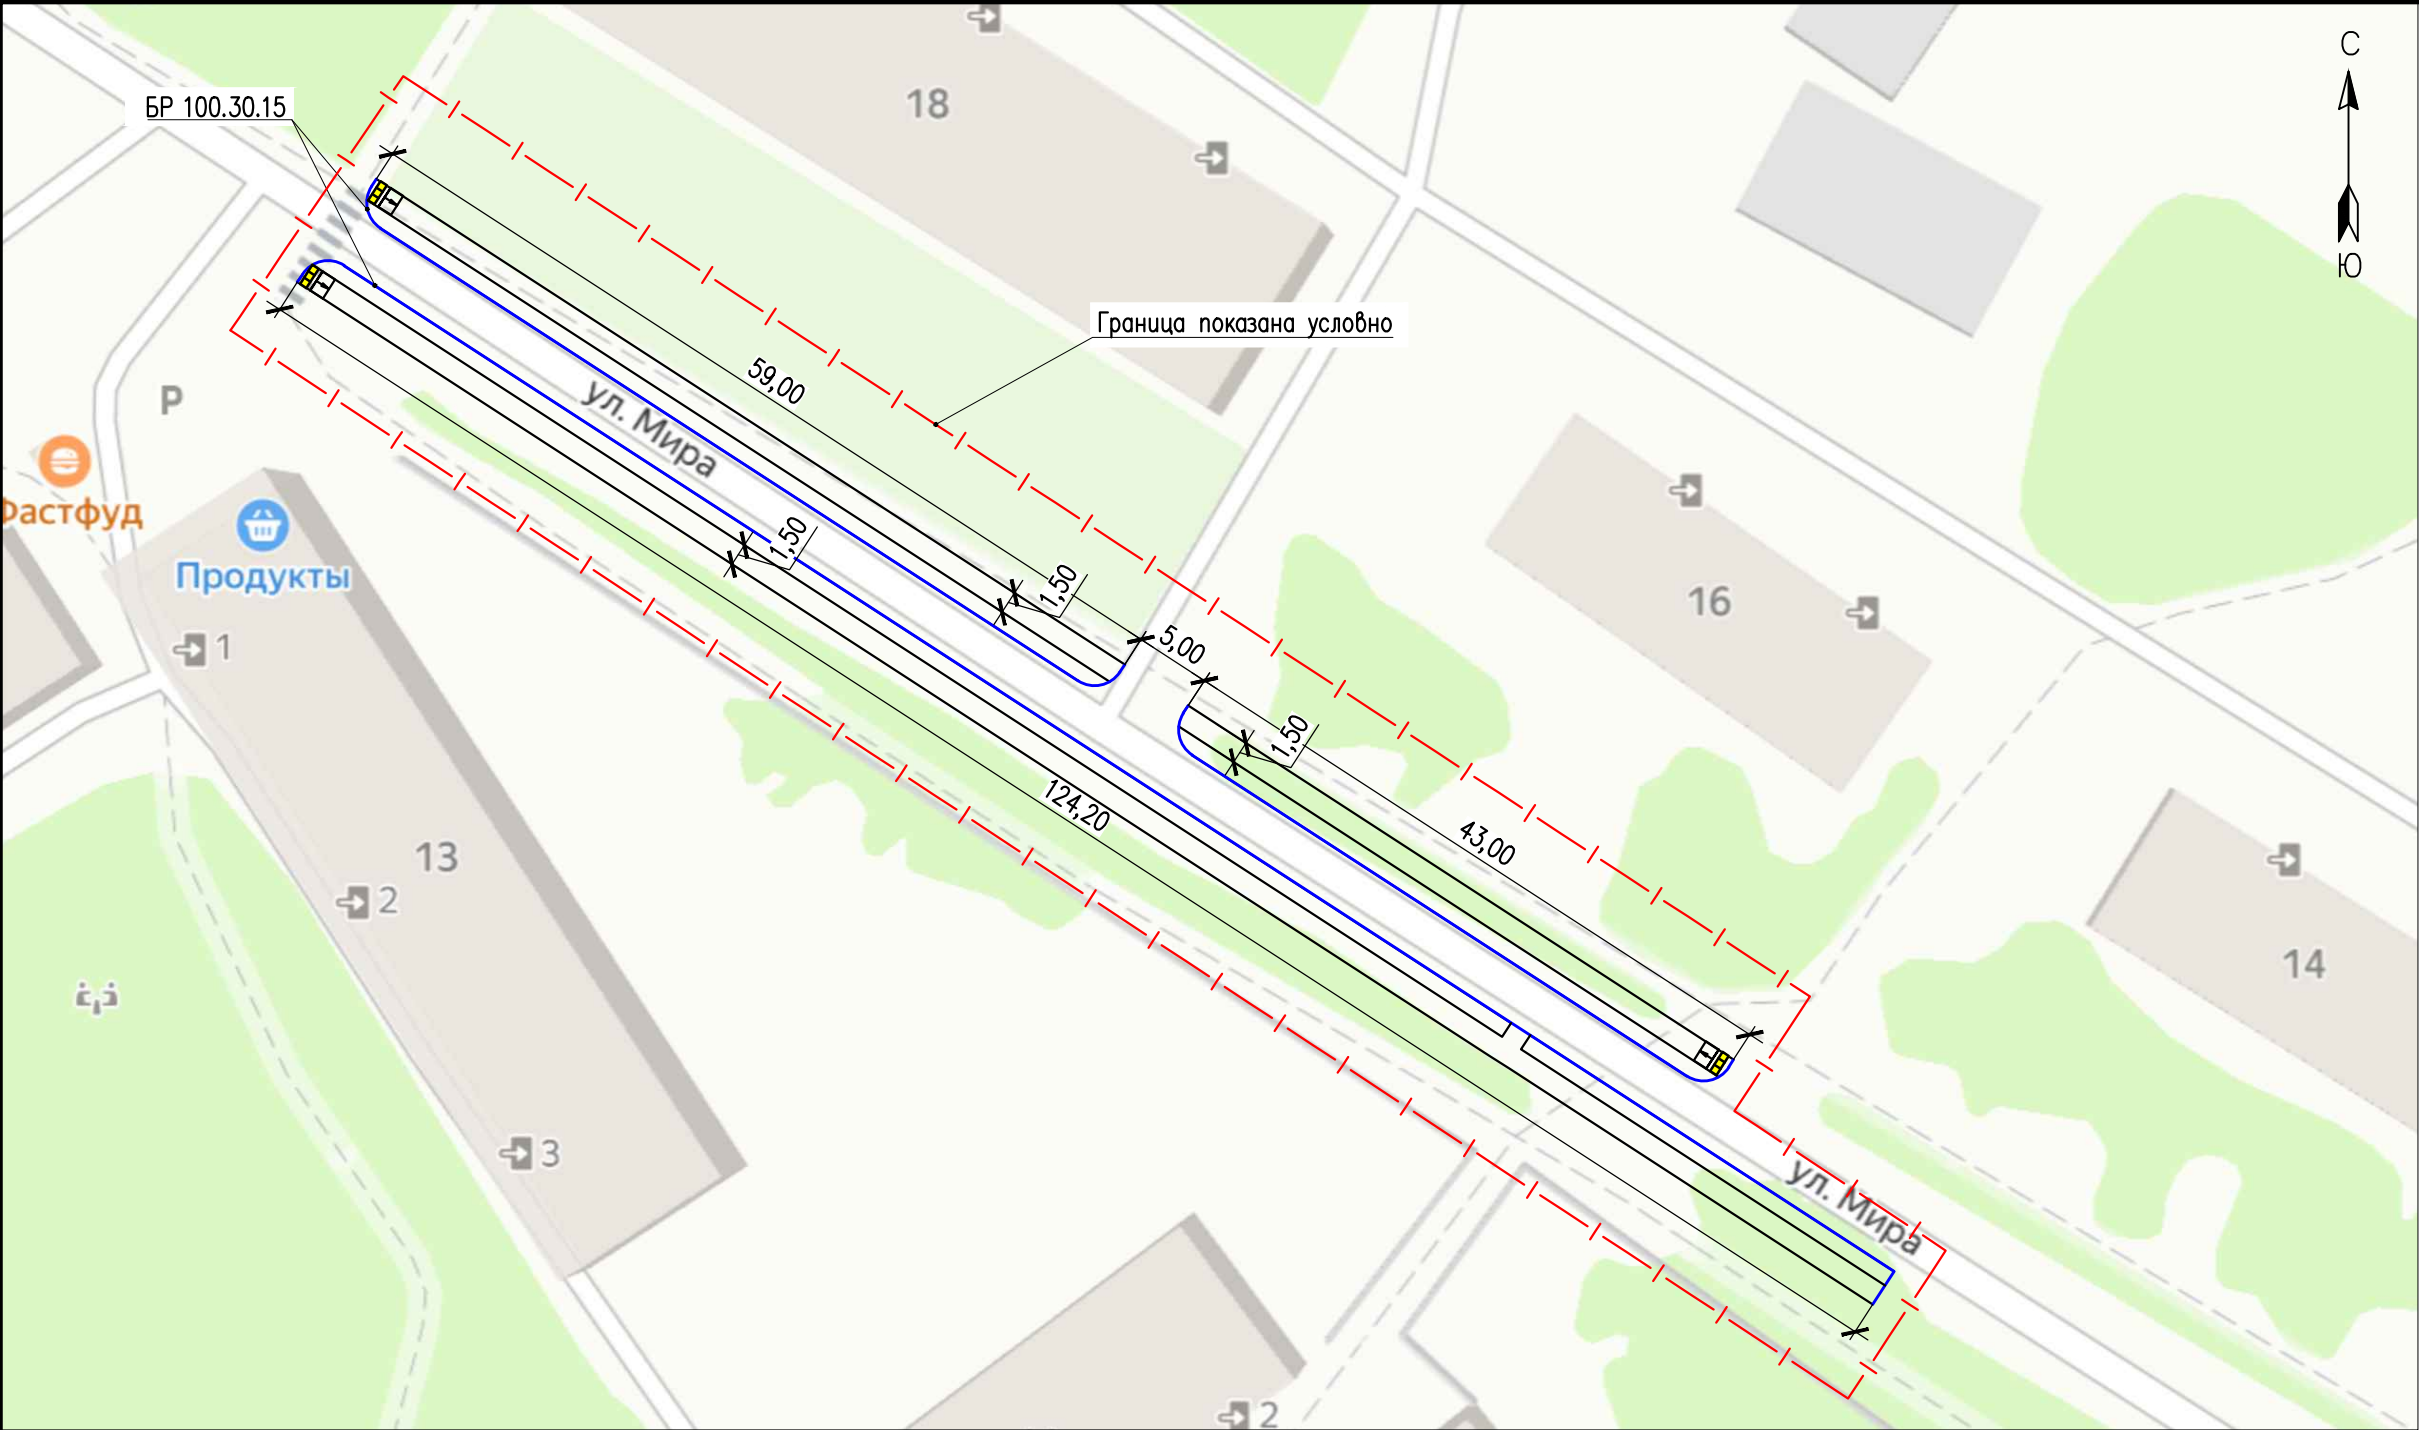 С
18
БР 100.30.15
Ю
Граница показана условно
59,00
P
ул. Мира
Фастфуд
Продукты
1,50
1,50
16
1
5,00
1,50
124,20
43,00
13
2
14
3
ул. Мира
2